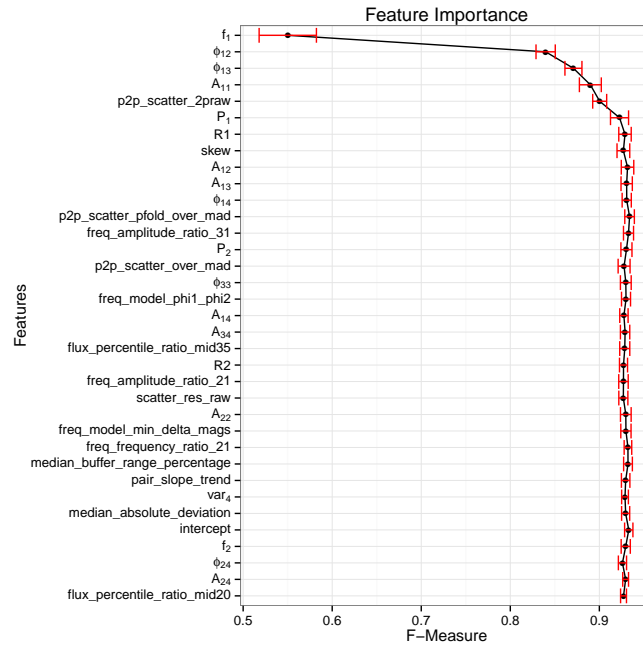 Feature Importance
f₁
ϕ₁₂
ϕ₁₃
A₁₁
p2p_scatter_2praw
P₁
R1
skew
A₁₂
A₁₃
ϕ₁₄
p2p_scatter_pfold_over_mad
freq_amplitude_ratio_31
P₂
p2p_scatter_over_mad
ϕ₃₃
freq_model_phi1_phi2
A₁₄
A₃₄
flux_percentile_ratio_mid35
R2
freq_amplitude_ratio_21
scatter_res_raw
A₂₂
freq_model_min_delta_mags
freq_frequency_ratio_21
median_buffer_range_percentage
pair_slope_trend
var₄
median_absolute_deviation
intercept
f₂
ϕ₂₄
A₂₄
flux_percentile_ratio_mid20
Features
0.5 0.6 0.7 0.8 0.9
F−Measure